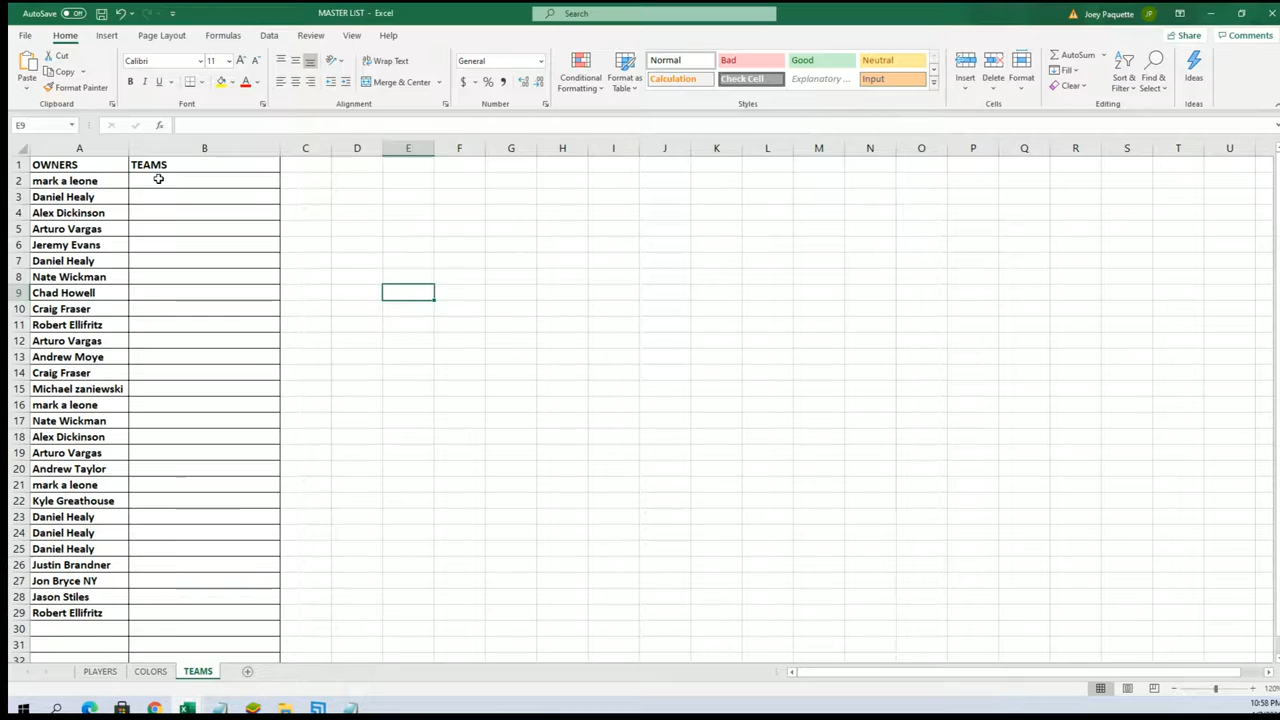 AutoSave Off MASTER LIST - Excel Search Joey Paquette JP
File Home Insert Page Layout Formulas Data Review View Help Share Comments
Cut Calibri 11 Wrap Text General Normal Bad Good Neutral AutoSum
Copy Fill
Paste Format Painter B I U Merge & Center $ % Conditional Formatting Format as Table Calculation Check Cell Explanatory ... Input Insert Delete Format Clear Sort & Filter Find & Select Ideas
Clipboard Font Alignment Number Styles Cells Editing Ideas
E9 fx
A B C D E F G H I J K L M N O P Q R S T U
1 OWNERS TEAMS
2 mark a leone
3 Daniel Healy
4 Alex Dickinson
5 Arturo Vargas
6 Jeremy Evans
7 Daniel Healy
8 Nate Wickman
9 Chad Howell
10 Craig Fraser
11 Robert Ellifritz
12 Arturo Vargas
13 Andrew Moye
14 Craig Fraser
15 Michael zaniewski
16 mark a leone
17 Nate Wickman
18 Alex Dickinson
19 Arturo Vargas
20 Andrew Taylor
21 mark a leone
22 Kyle Greathouse
23 Daniel Healy
24 Daniel Healy
25 Daniel Healy
26 Justin Brandner
27 Jon Bryce NY
28 Jason Stiles
29 Robert Ellifritz
30
31
32
PLAYERS COLORS TEAMS
120%
10:58 PM